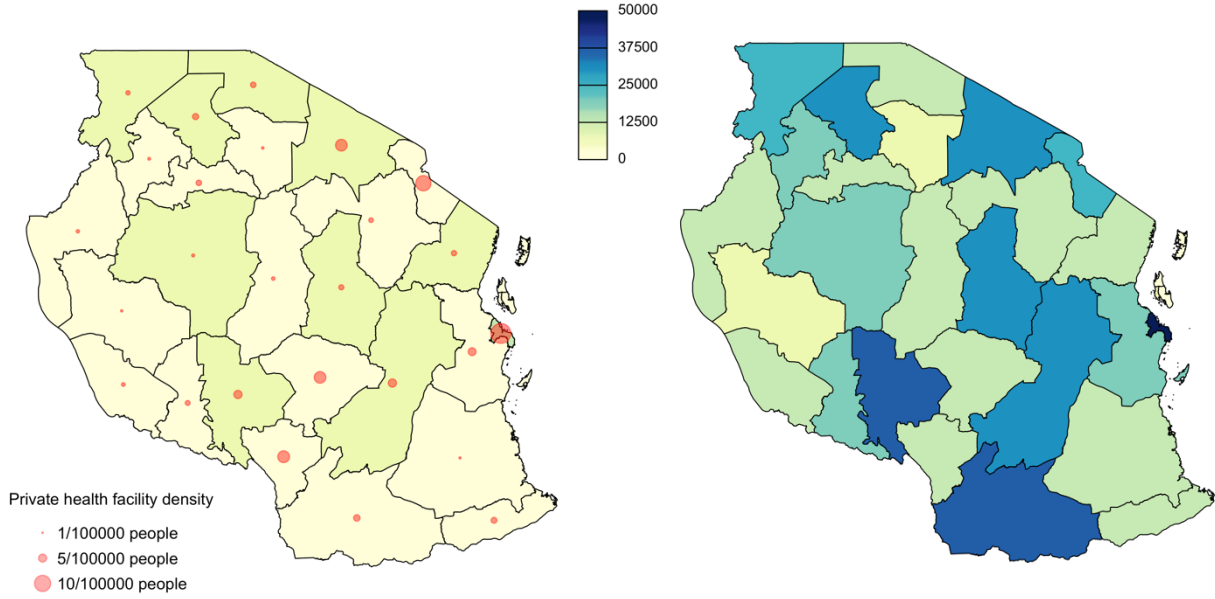 50000
37500
25000
12500
0
Private health facility density
1/100000 people
5/100000 people
10/100000 people